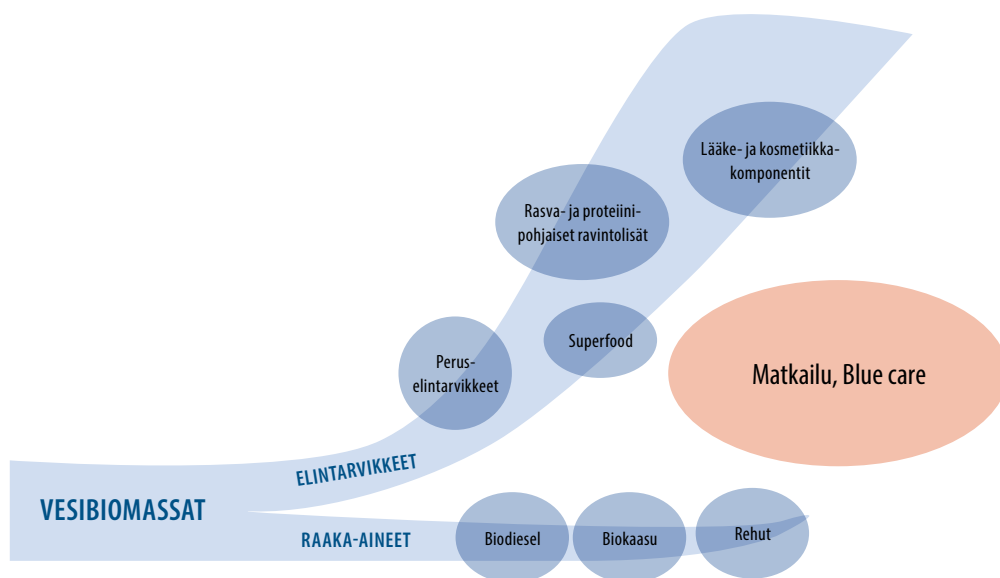 Lääke- ja kosmetiikka-
komponentit
Rasva- ja proteiini-
pohjaiset ravintolisät
Superfood
Perus-
elintarvikkeet
Matkailu, Blue care
ELINTARVIKKEET
VESIBIOMASSAT
RAAKA-AINEET
Biodiesel
Biokaasu
Rehut